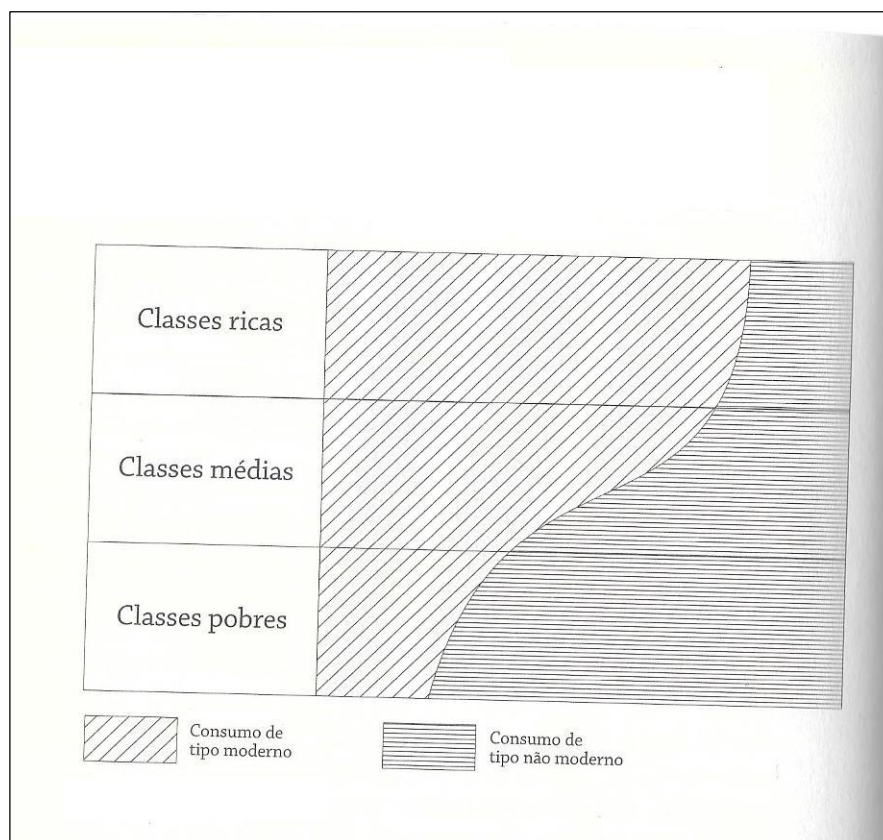 Classes ricas
Classes médias
Classes pobres
Consumo de
tipo moderno
Consumo de
tipo não moderno